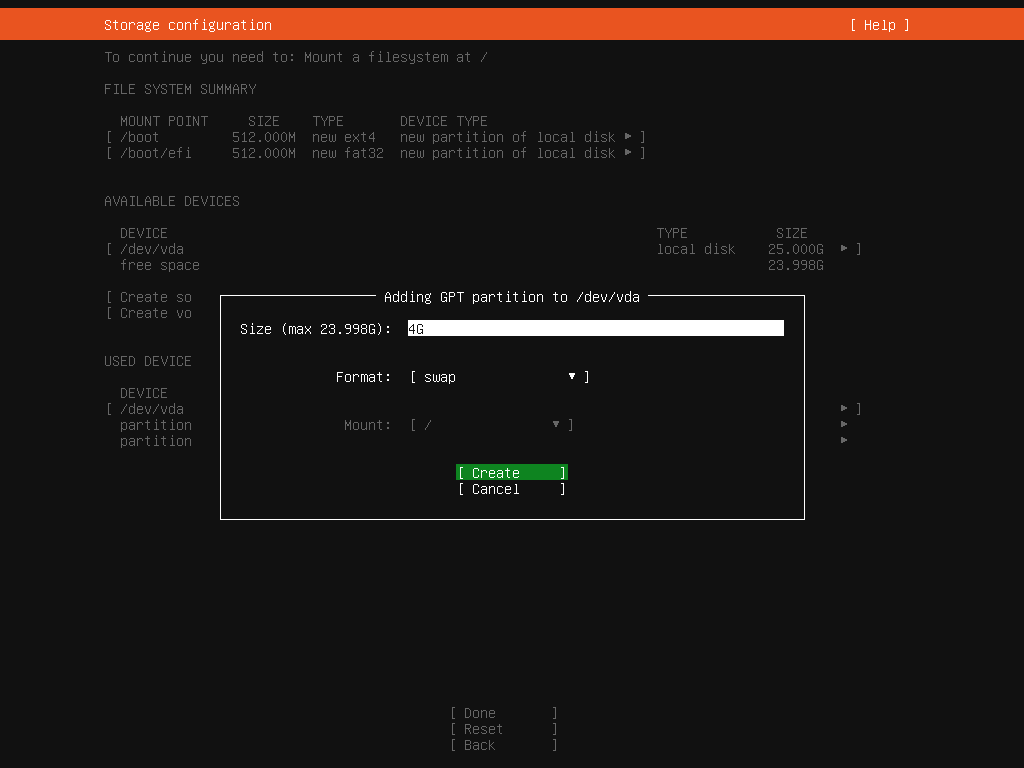 Storage configuration [ Help ]
To continue you need to: Mount a filesystem at /
FILE SYSTEM SUMMARY
MOUNT POINT SIZE TYPE DEVICE TYPE
[ /boot 512.000M new ext4 new partition of local disk ▸ ]
[ /boot/efi 512.000M new fat32 new partition of local disk ▸ ]
AVAILABLE DEVICES
DEVICE TYPE SIZE
[ /dev/vda local disk 25.000G ▸ ]
free space 23.998G
[ Create so
[ Create vo
Adding GPT partition to /dev/vda
Size (max 23.998G): 4G
USED DEVICE
Format: [ swap ▾ ]
DEVICE
[ /dev/vda ▸ ]
partition Mount: [ / ▾ ] ▸
partition ▸
[ Create ]
[ Cancel ]
[ Done ]
[ Reset ]
[ Back ]